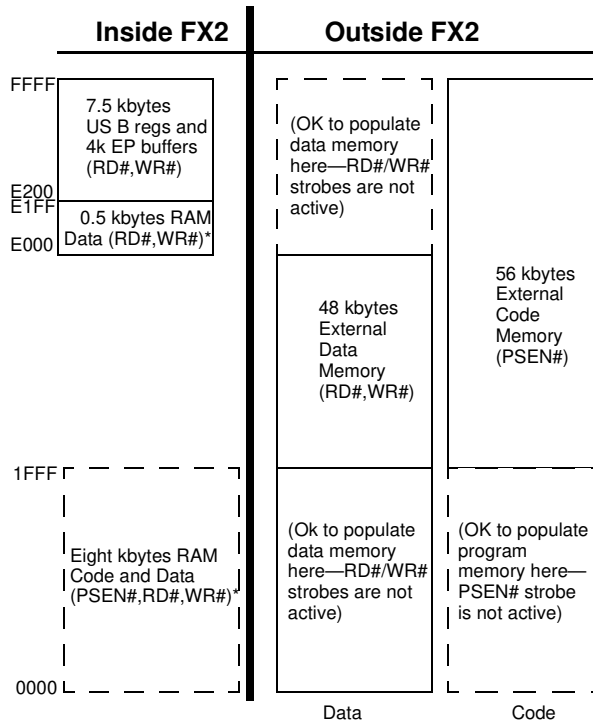 Inside FX2
Outside FX2
FFFF
7.5 kbytes
US B regs and
4k EP buffers
(RD#,WR#)
E200
E1FF
0.5 kbytes RAM
Data (RD#,WR#)*
E000
(OK to populate
data memory
here—RD#/WR#
strobes are not
active)
48 kbytes
External
Data
Memory
(RD#,WR#)
56 kbytes
External
Code
Memory
(PSEN#)
1FFF
Eight kbytes RAM
Code and Data
(PSEN#,RD#,WR#)*
(Ok to populate
data memory
here—RD#/WR#
strobes are not
active)
(OK to populate
program
memory here—
PSEN# strobe
is not active)
0000
Data
Code